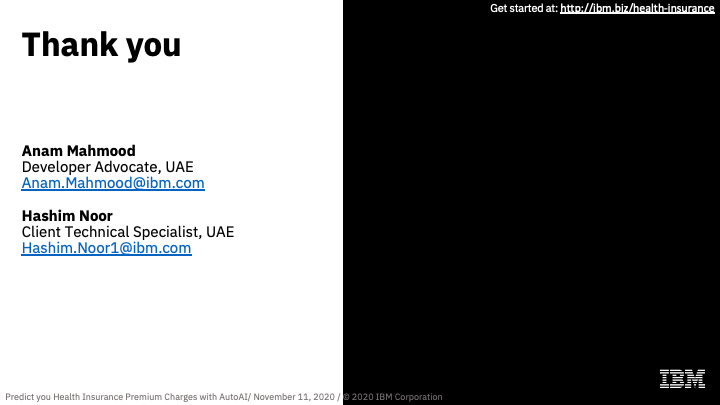 Get started at: http://ibm.biz/health-insurance
Thank you
Anam Mahmood
Developer Advocate, UAE
Anam.Mahmood@ibm.com
Hashim Noor
Client Technical Specialist, UAE
Hashim.Noor1@ibm.com
IBM
Predict you Health Insurance Premium Charges with AutoAI/ November 11, 2020 / © 2020 IBM Corporation